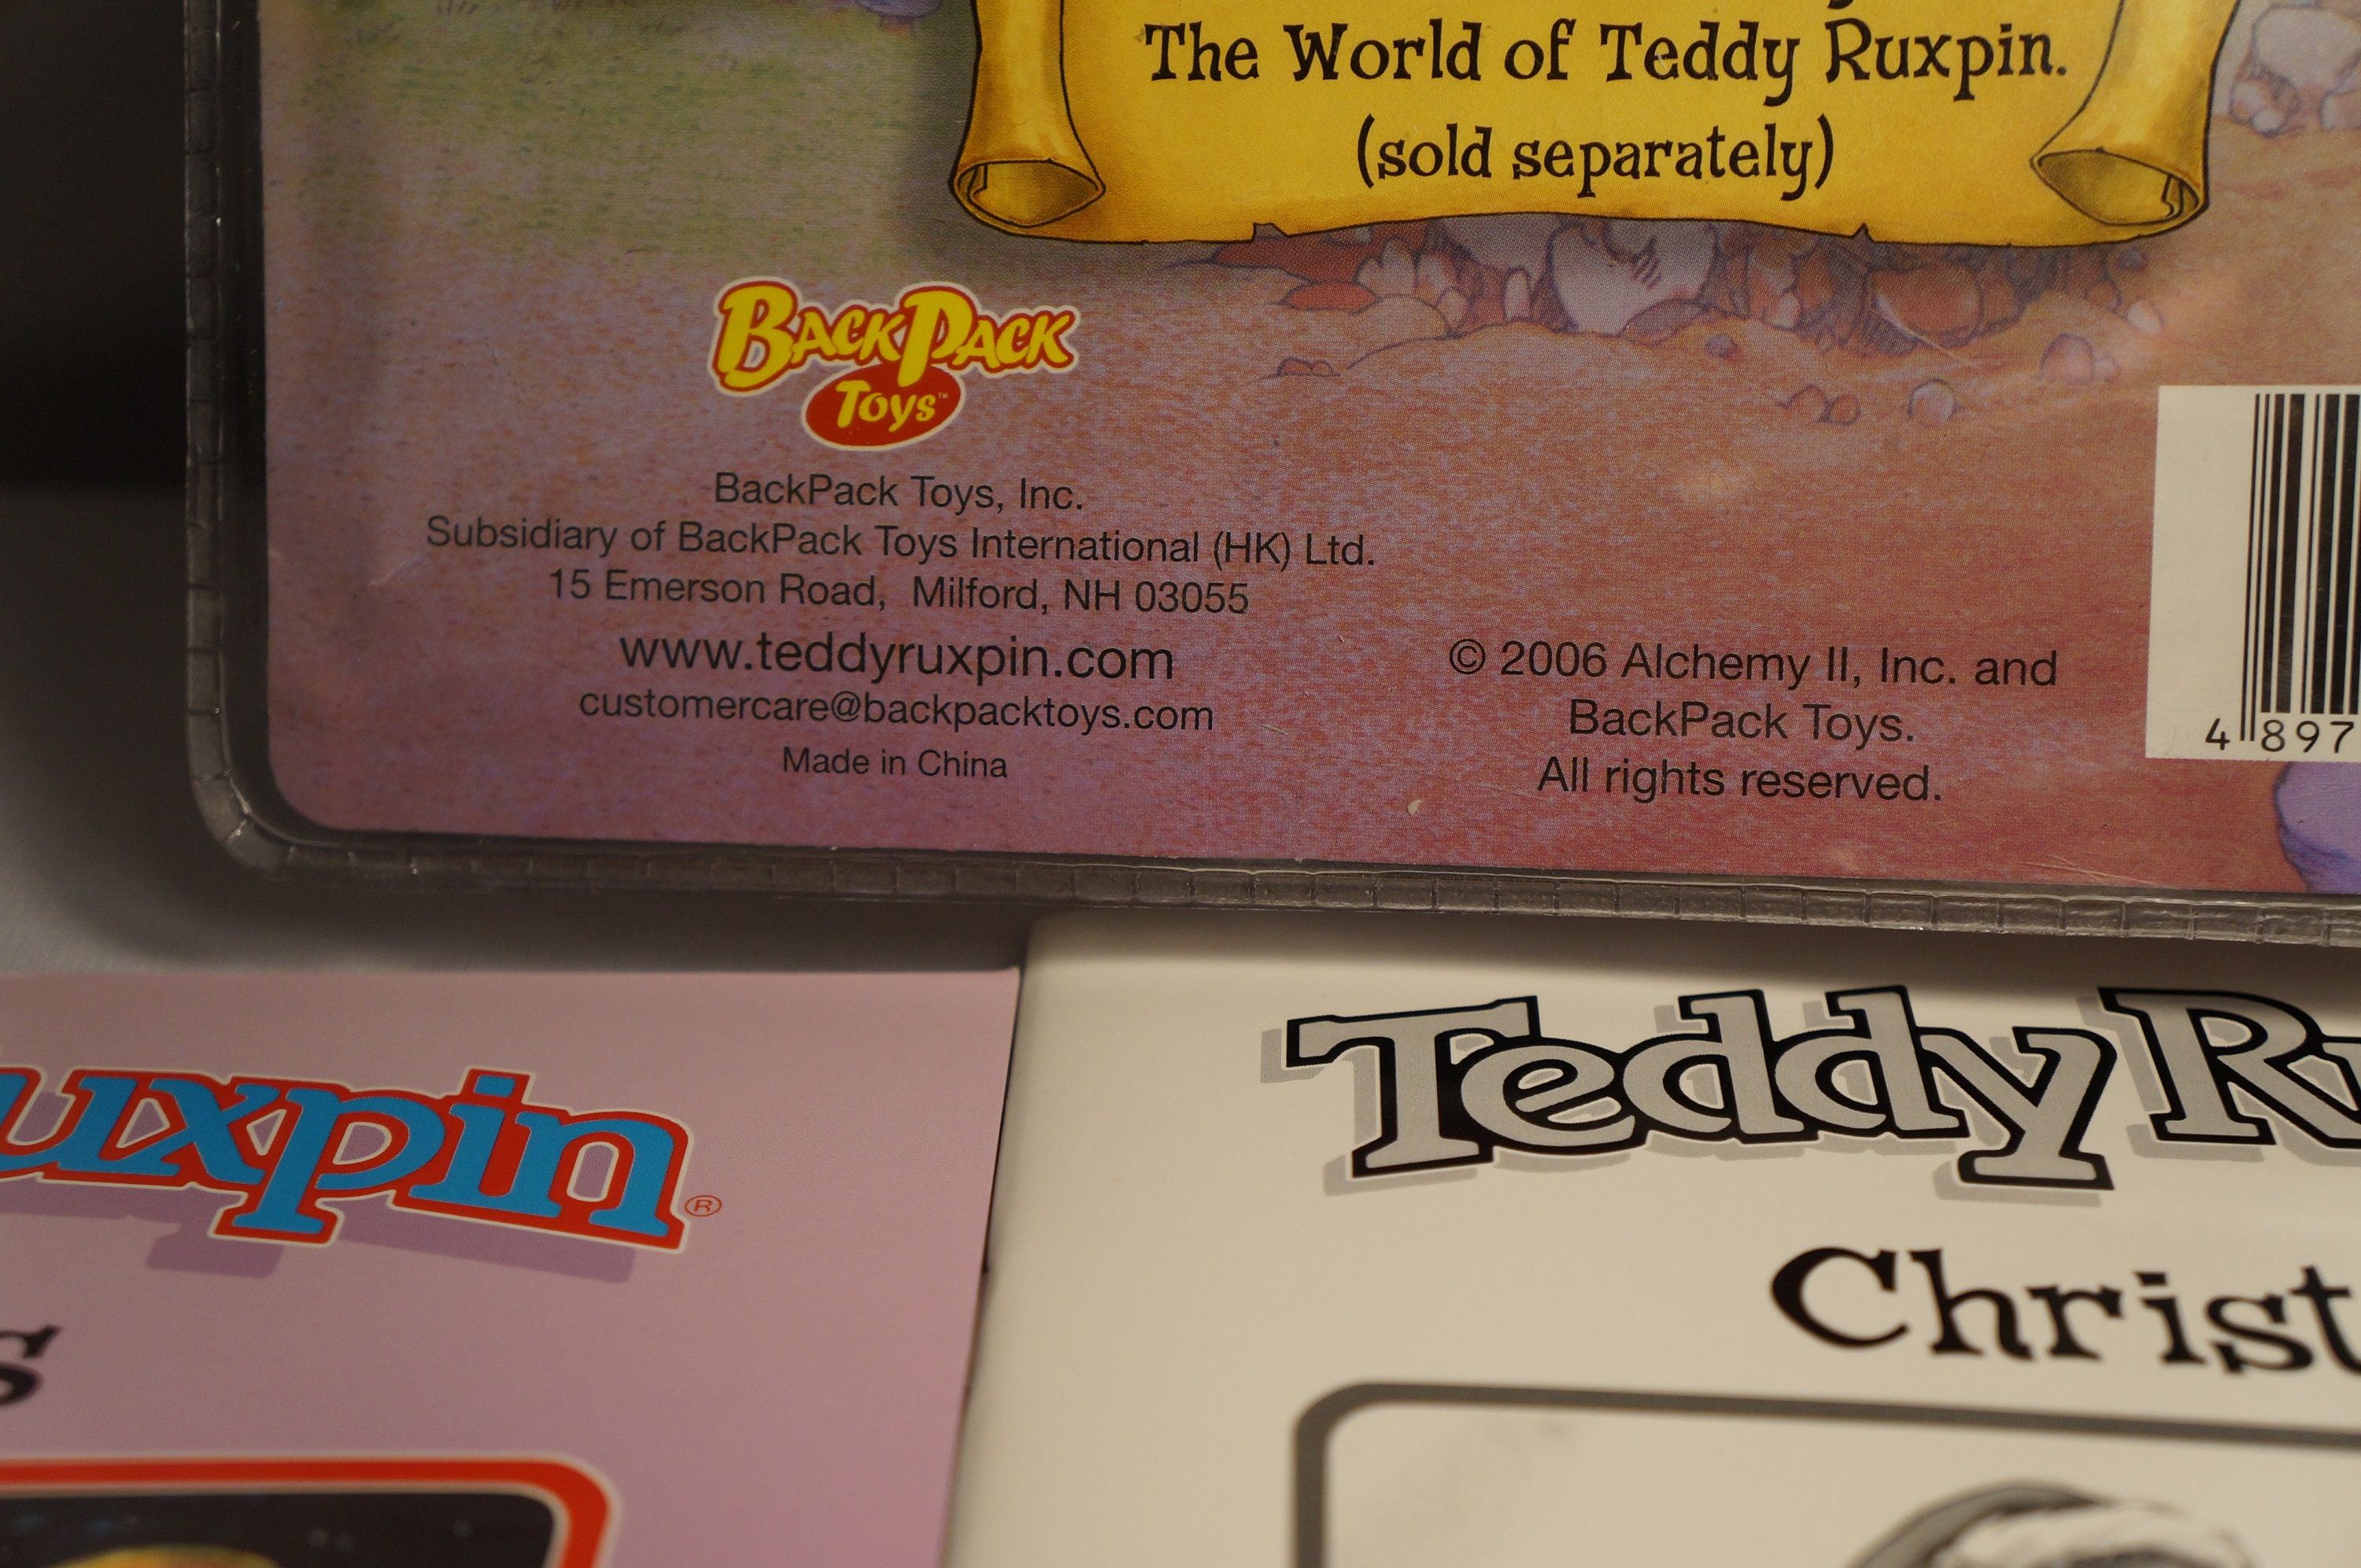 The World of Teddy Ruxpin.
(sold separately)
BackPack
Toys™
BackPack Toys, Inc.
Subsidiary of BackPack Toys International (HK) Ltd.
15 Emerson Road, Milford, NH 03055
www.teddyruxpin.com
customercare@backpacktoys.com
Made in China
© 2006 Alchemy II, Inc. and
BackPack Toys.
All rights reserved.
4 897
uxpin®
s
Teddy Ru
Christ